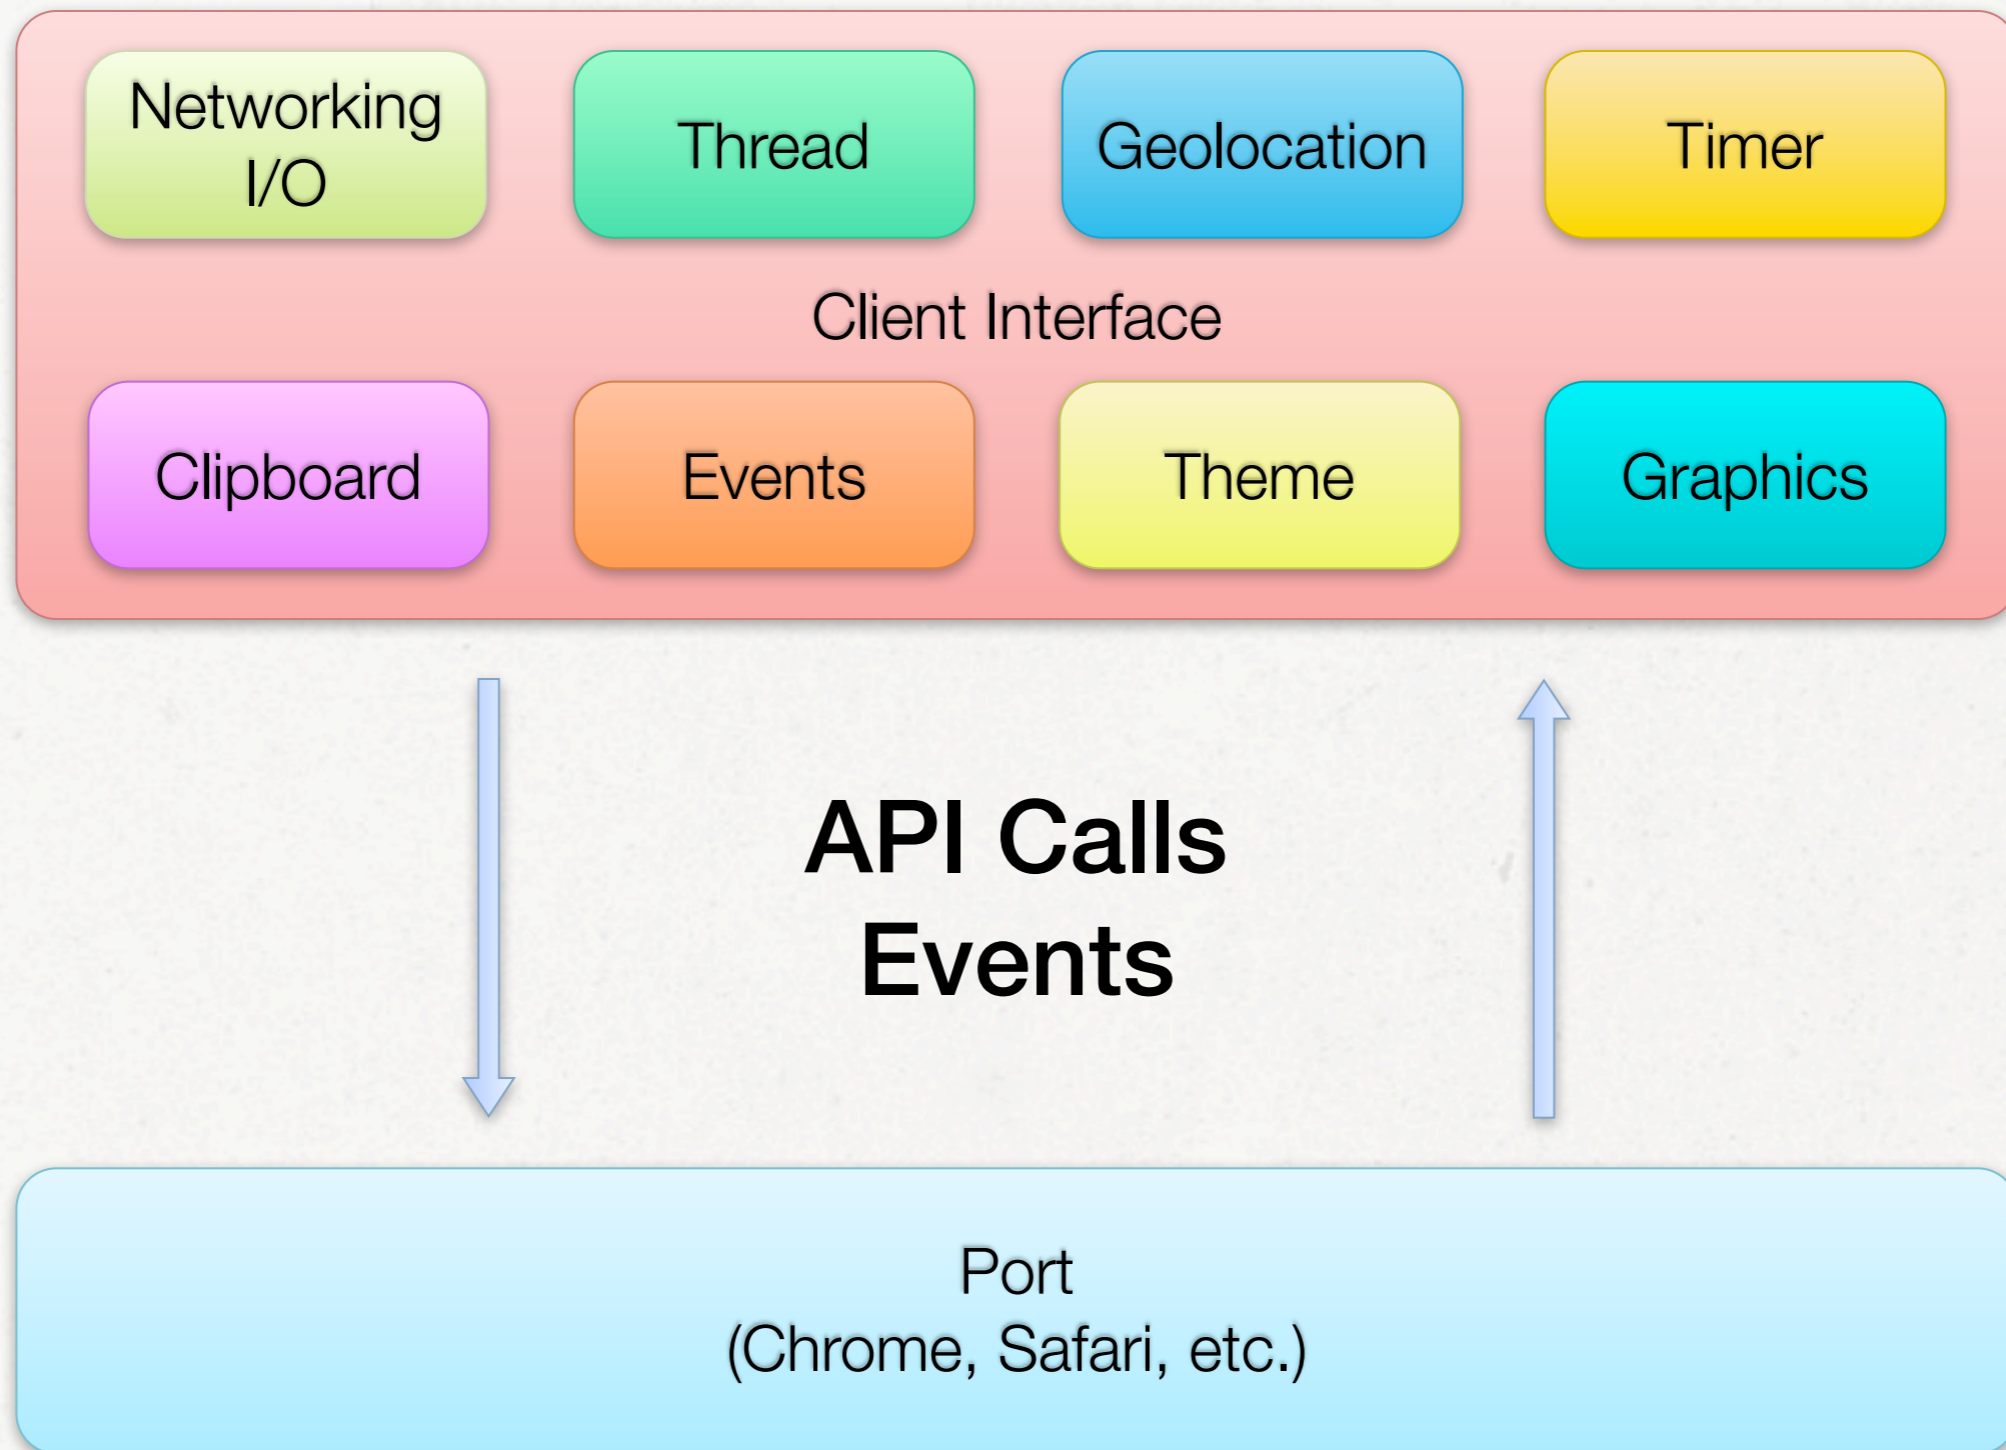 Networking
I/O
Thread
Geolocation
Timer
Client Interface
Clipboard
Events
Theme
Graphics
API Calls
Events
Port
(Chrome, Safari, etc.)